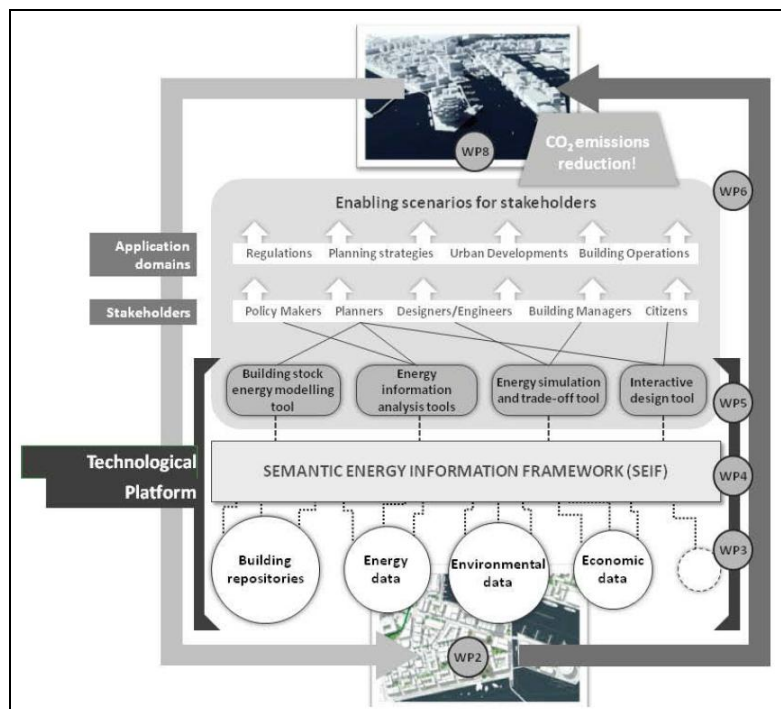 WP8
CO₂ emissions
reduction!
WP6
Enabling scenarios for stakeholders
Application
domains
Regulations Planning strategies Urban Developments Building Operations
Stakeholders
Policy Makers Planners Designers/Engineers Building Managers Citizens
Building stock
energy modelling
tool
Energy
information
analysis tools
Energy simulation
and trade-off tool
Interactive
design tool
WP5
Technological
Platform
SEMANTIC ENERGY INFORMATION FRAMEWORK (SEIF)
WP4
Building
repositories
Energy
data
Environmental
data
Economic
data
WP3
WP2